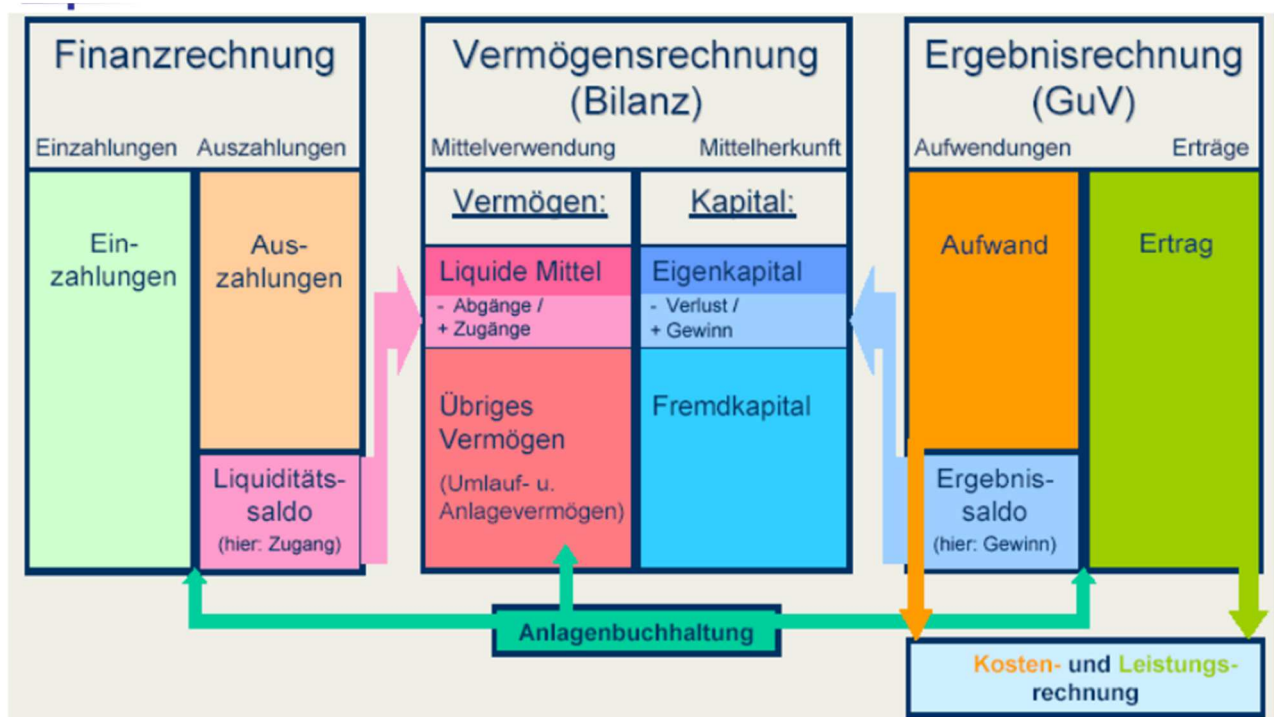 Finanzrechnung
Einzahlungen Auszahlungen
Ein-
zahlungen
Aus-
zahlungen
Liquiditäts-
saldo
(hier: Zugang)
Vermögensrechnung
(Bilanz)
Mittelverwendung Mittelherkunft
Vermögen:
Kapital:
Liquide Mittel
- Abgänge /
+ Zugänge
Übriges
Vermögen
(Umlauf- u.
Anlagevermögen)
Eigenkapital
- Verlust /
+ Gewinn
Fremdkapital
Ergebnisrechnung
(GuV)
Aufwendungen Erträge
Aufwand
Ertrag
Ergebnis-
saldo
(hier: Gewinn)
Anlagenbuchhaltung
Kosten- und Leistungs-
rechnung